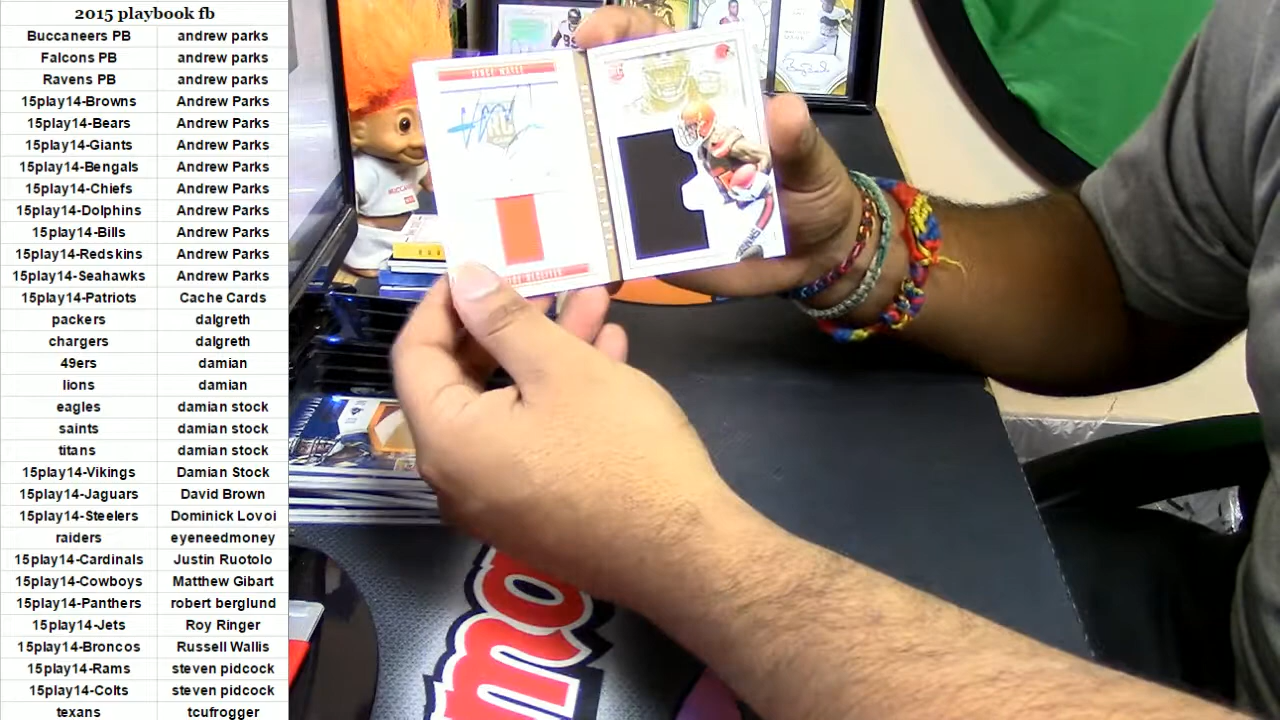 2015 playbook fb
Buccaneers PB andrew parks
Falcons PB andrew parks
Ravens PB andrew parks
15play14-Browns Andrew Parks
15play14-Bears Andrew Parks
15play14-Giants Andrew Parks
15play14-Bengals Andrew Parks
15play14-Chiefs Andrew Parks
15play14-Dolphins Andrew Parks
15play14-Bills Andrew Parks
15play14-Redskins Andrew Parks
15play14-Seahawks Andrew Parks
15play14-Patriots Cache Cards
packers dalgreth
chargers dalgreth
49ers damian
lions damian
eagles damian stock
saints damian stock
titans damian stock
15play14-Vikings Damian Stock
15play14-Jaguars David Brown
15play14-Steelers Dominick Lovoi
raiders eyeneedmoney
15play14-Cardinals Justin Ruotolo
15play14-Cowboys Matthew Gibart
15play14-Panthers robert berglund
15play14-Jets Roy Ringer
15play14-Broncos Russell Wallis
15play14-Rams steven pidcock
15play14-Colts steven pidcock
texans tcufrogger